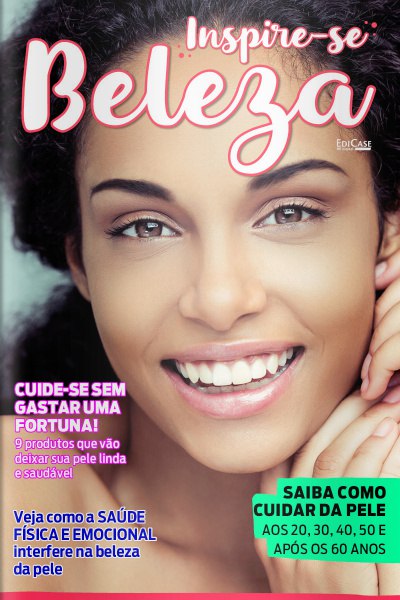 Inspire-se
Beleza
EDICASE
CUIDE-SE SEM
GASTAR UMA
FORTUNA!
9 produtos que vão
deixar sua pele linda
e saudável
Veja como a SAÚDE
FÍSICA E EMOCIONAL
interfere na beleza
da pele
SAIBA COMO
CUIDAR DA PELE
AOS 20, 30, 40, 50 E
APÓS OS 60 ANOS